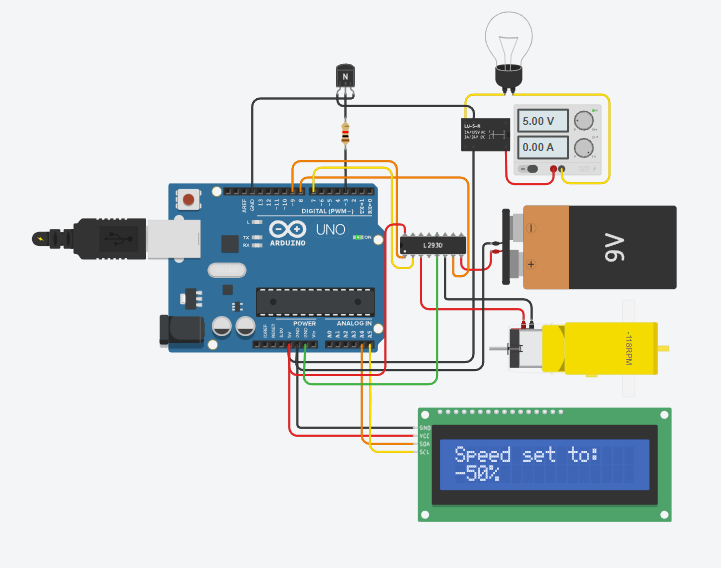 N
LU-5-R
5.00 V
0.00 A
AREF
GND
13
12
~11
~10
~9
8
7
~6
~5
4
~3
2
TX→1
RX←0
DIGITAL (PWM~)
L
TX
RX
ARDUINO
UNO
ON
L293D
9V
POWER
ANALOG IN
IOREF
RESET
3.3V
5V
GND
GND
Vin
A0
A1
A2
A3
A4
A5
-118RPM
GND
VCC
SDA
SCL
Speed set to:
-50%